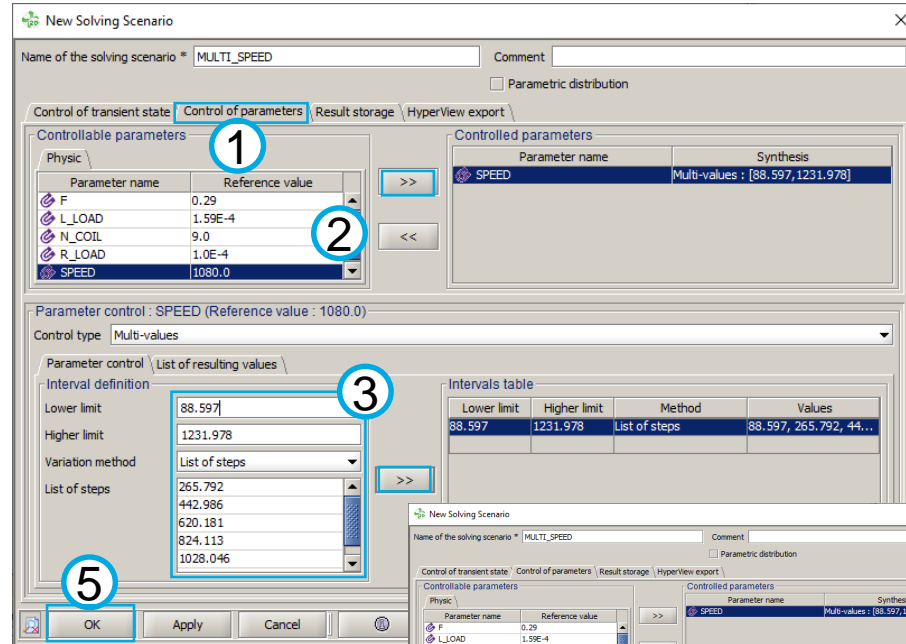 New Solving Scenario
Name of the solving scenario * MULTI_SPEED Comment
Parametric distribution
Control of transient state Control of parameters Result storage HyperView export
Controllable parameters Controlled parameters
1
Physic
Parameter name Synthesis
Parameter name Reference value
>>
SPEED Multi-values : [88.597,1231.978]
F 0.29
L_LOAD 1.59E-4
2
N_COIL 9.0
<<
R_LOAD 1.0E-4
SPEED 1080.0
Parameter control : SPEED (Reference value : 1080.0)
Control type Multi-values
Parameter control List of resulting values
3
Interval definition Intervals table
Lower limit 88.597
Lower limit Higher limit Method Values
88.597 1231.978 List of steps 88.597, 265.792, 44...
Higher limit 1231.978
Variation method List of steps
>>
List of steps 265.792
442.986
620.181
824.113
1028.046
5
OK Apply Cancel
New Solving Scenario
Name of the solving scenario * MULTI_SPEED Comment
Parametric distribution
Control of transient state Control of parameters Result storage HyperView export
Controllable parameters Controlled parameters
Physic
Parameter name Synthes
Parameter name Reference value
>>
SPEED Multi-values : [88.597,1
F 0.29
L_LOAD 1.59E-4